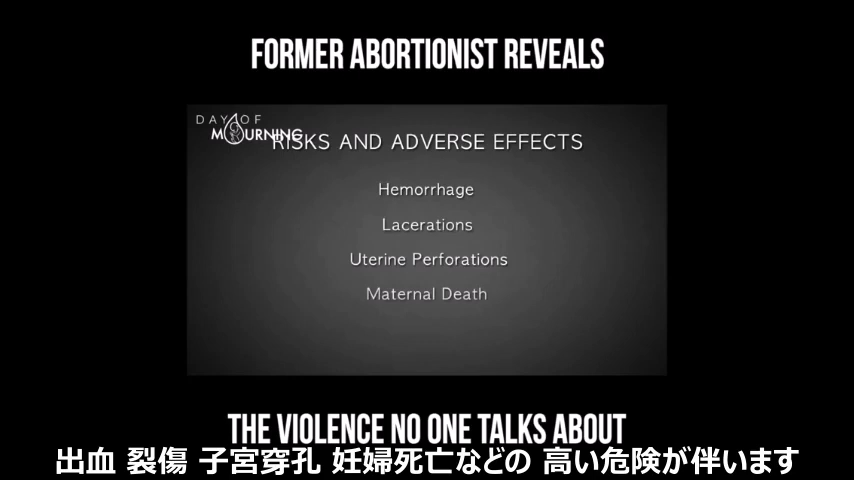 FORMER ABORTIONIST REVEALS
DAY OF
MOURNING
RISKS AND ADVERSE EFFECTS
Hemorrhage
Lacerations
Uterine Perforations
Maternal Death
THE VIOLENCE NO ONE TALKS ABOUT
出血 裂傷 子宮穿孔 妊婦死亡などの 高い危険が伴います